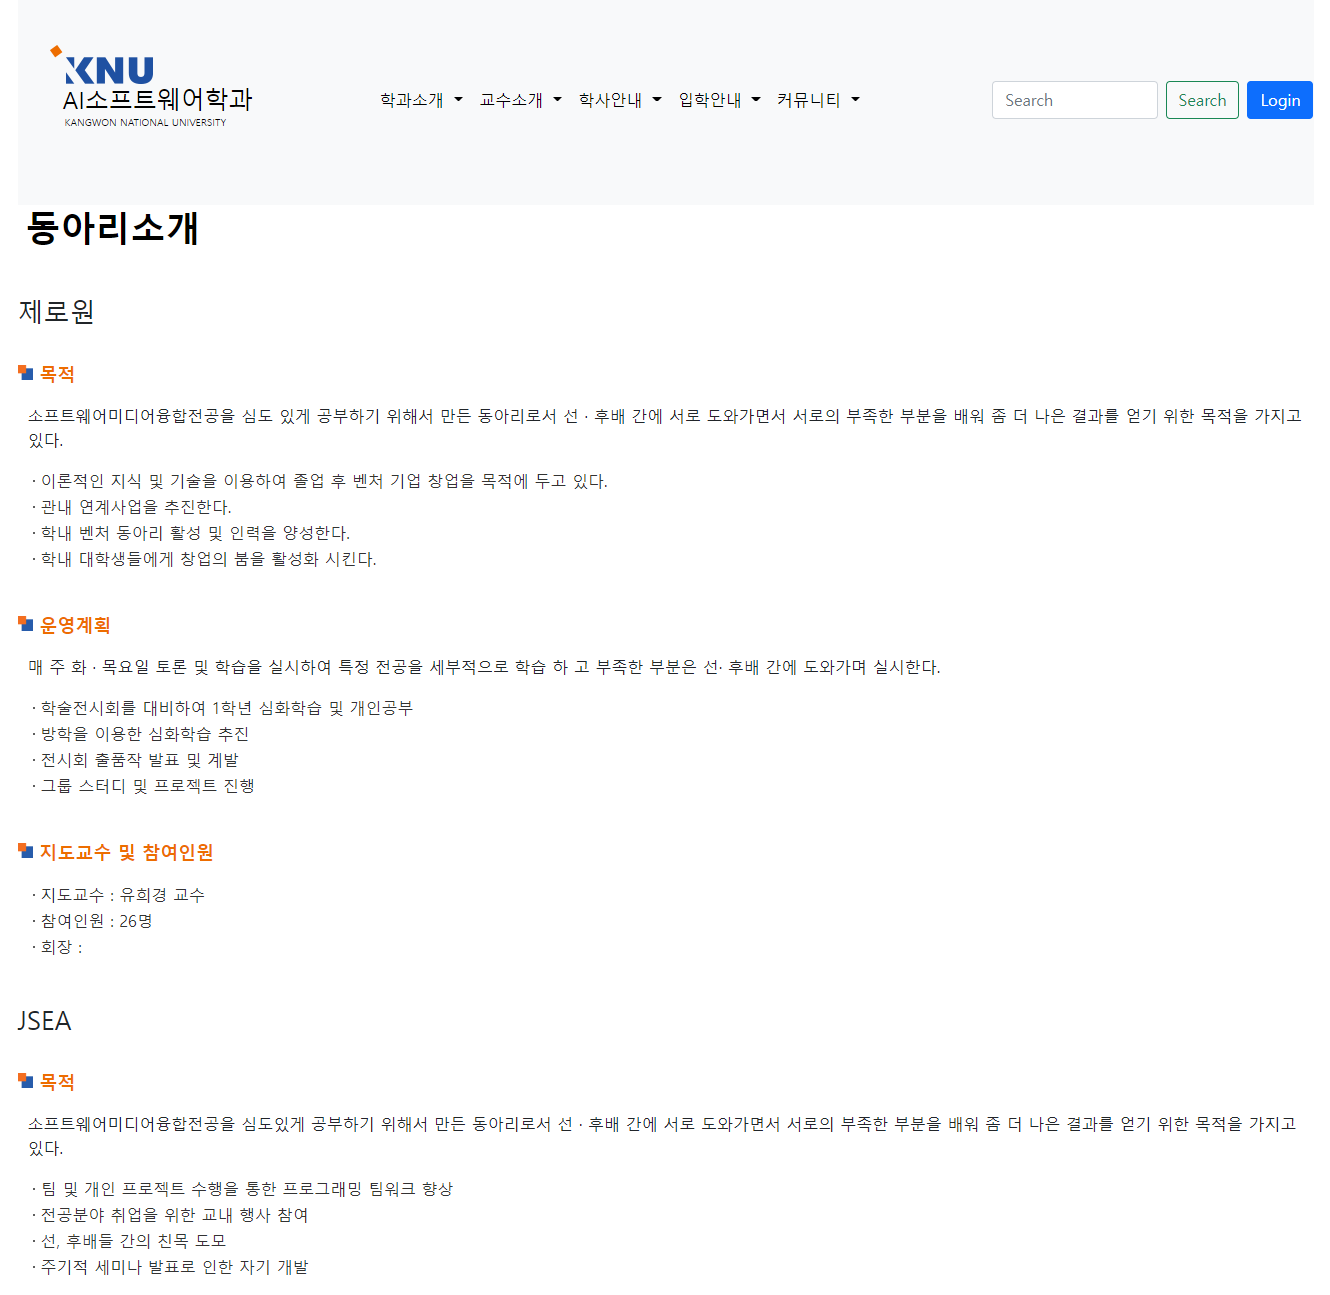 KNU
AI소프트웨어학과
KANGWON NATIONAL UNIVERSITY
학과소개 교수소개 학사안내 입학안내 커뮤니티 Search Search Login
동아리소개
제로원
목적
소프트웨어미디어융합전공을 심도 있게 공부하기 위해서 만든 동아리로서 선 · 후배 간에 서로 도와가면서 서로의 부족한 부분을 배워 좀 더 나은 결과를 얻기 위한 목적을 가지고
있다.
· 이론적인 지식 및 기술을 이용하여 졸업 후 벤처 기업 창업을 목적에 두고 있다.
· 관내 연계사업을 추진한다.
· 학내 벤처 동아리 활성 및 인력을 양성한다.
· 학내 대학생들에게 창업의 붐을 활성화 시킨다.
운영계획
매 주 화 · 목요일 토론 및 학습을 실시하여 특정 전공을 세부적으로 학습 하 고 부족한 부분은 선· 후배 간에 도와가며 실시한다.
· 학술전시회를 대비하여 1학년 심화학습 및 개인공부
· 방학을 이용한 심화학습 추진
· 전시회 출품작 발표 및 계발
· 그룹 스터디 및 프로젝트 진행
지도교수 및 참여인원
· 지도교수 : 유희경 교수
· 참여인원 : 26명
· 회장 :
JSEA
목적
소프트웨어미디어융합전공을 심도있게 공부하기 위해서 만든 동아리로서 선 · 후배 간에 서로 도와가면서 서로의 부족한 부분을 배워 좀 더 나은 결과를 얻기 위한 목적을 가지고
있다.
· 팀 및 개인 프로젝트 수행을 통한 프로그래밍 팀워크 향상
· 전공분야 취업을 위한 교내 행사 참여
· 선, 후배들 간의 친목 도모
· 주기적 세미나 발표로 인한 자기 개발